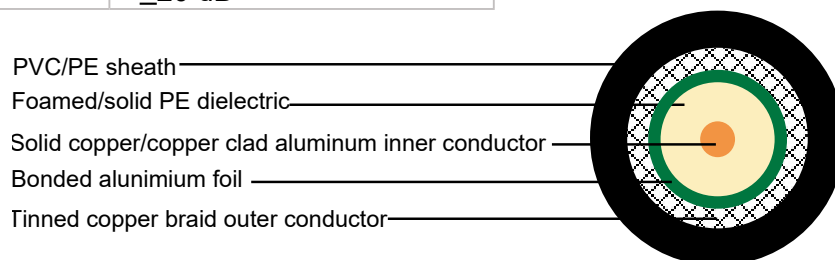 PVC/PE sheath
Foamed/solid PE dielectric
Solid copper/copper clad aluminum inner conductor
Bonded alunimium foil
Tinned copper braid outer conductor